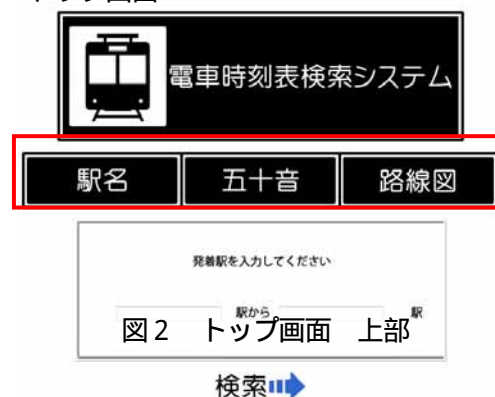 トップ画面
電車時刻表検索システム
駅名 五十音 路線図
発着駅を入力してください
駅から 駅
図2 トップ画面 上部
検索